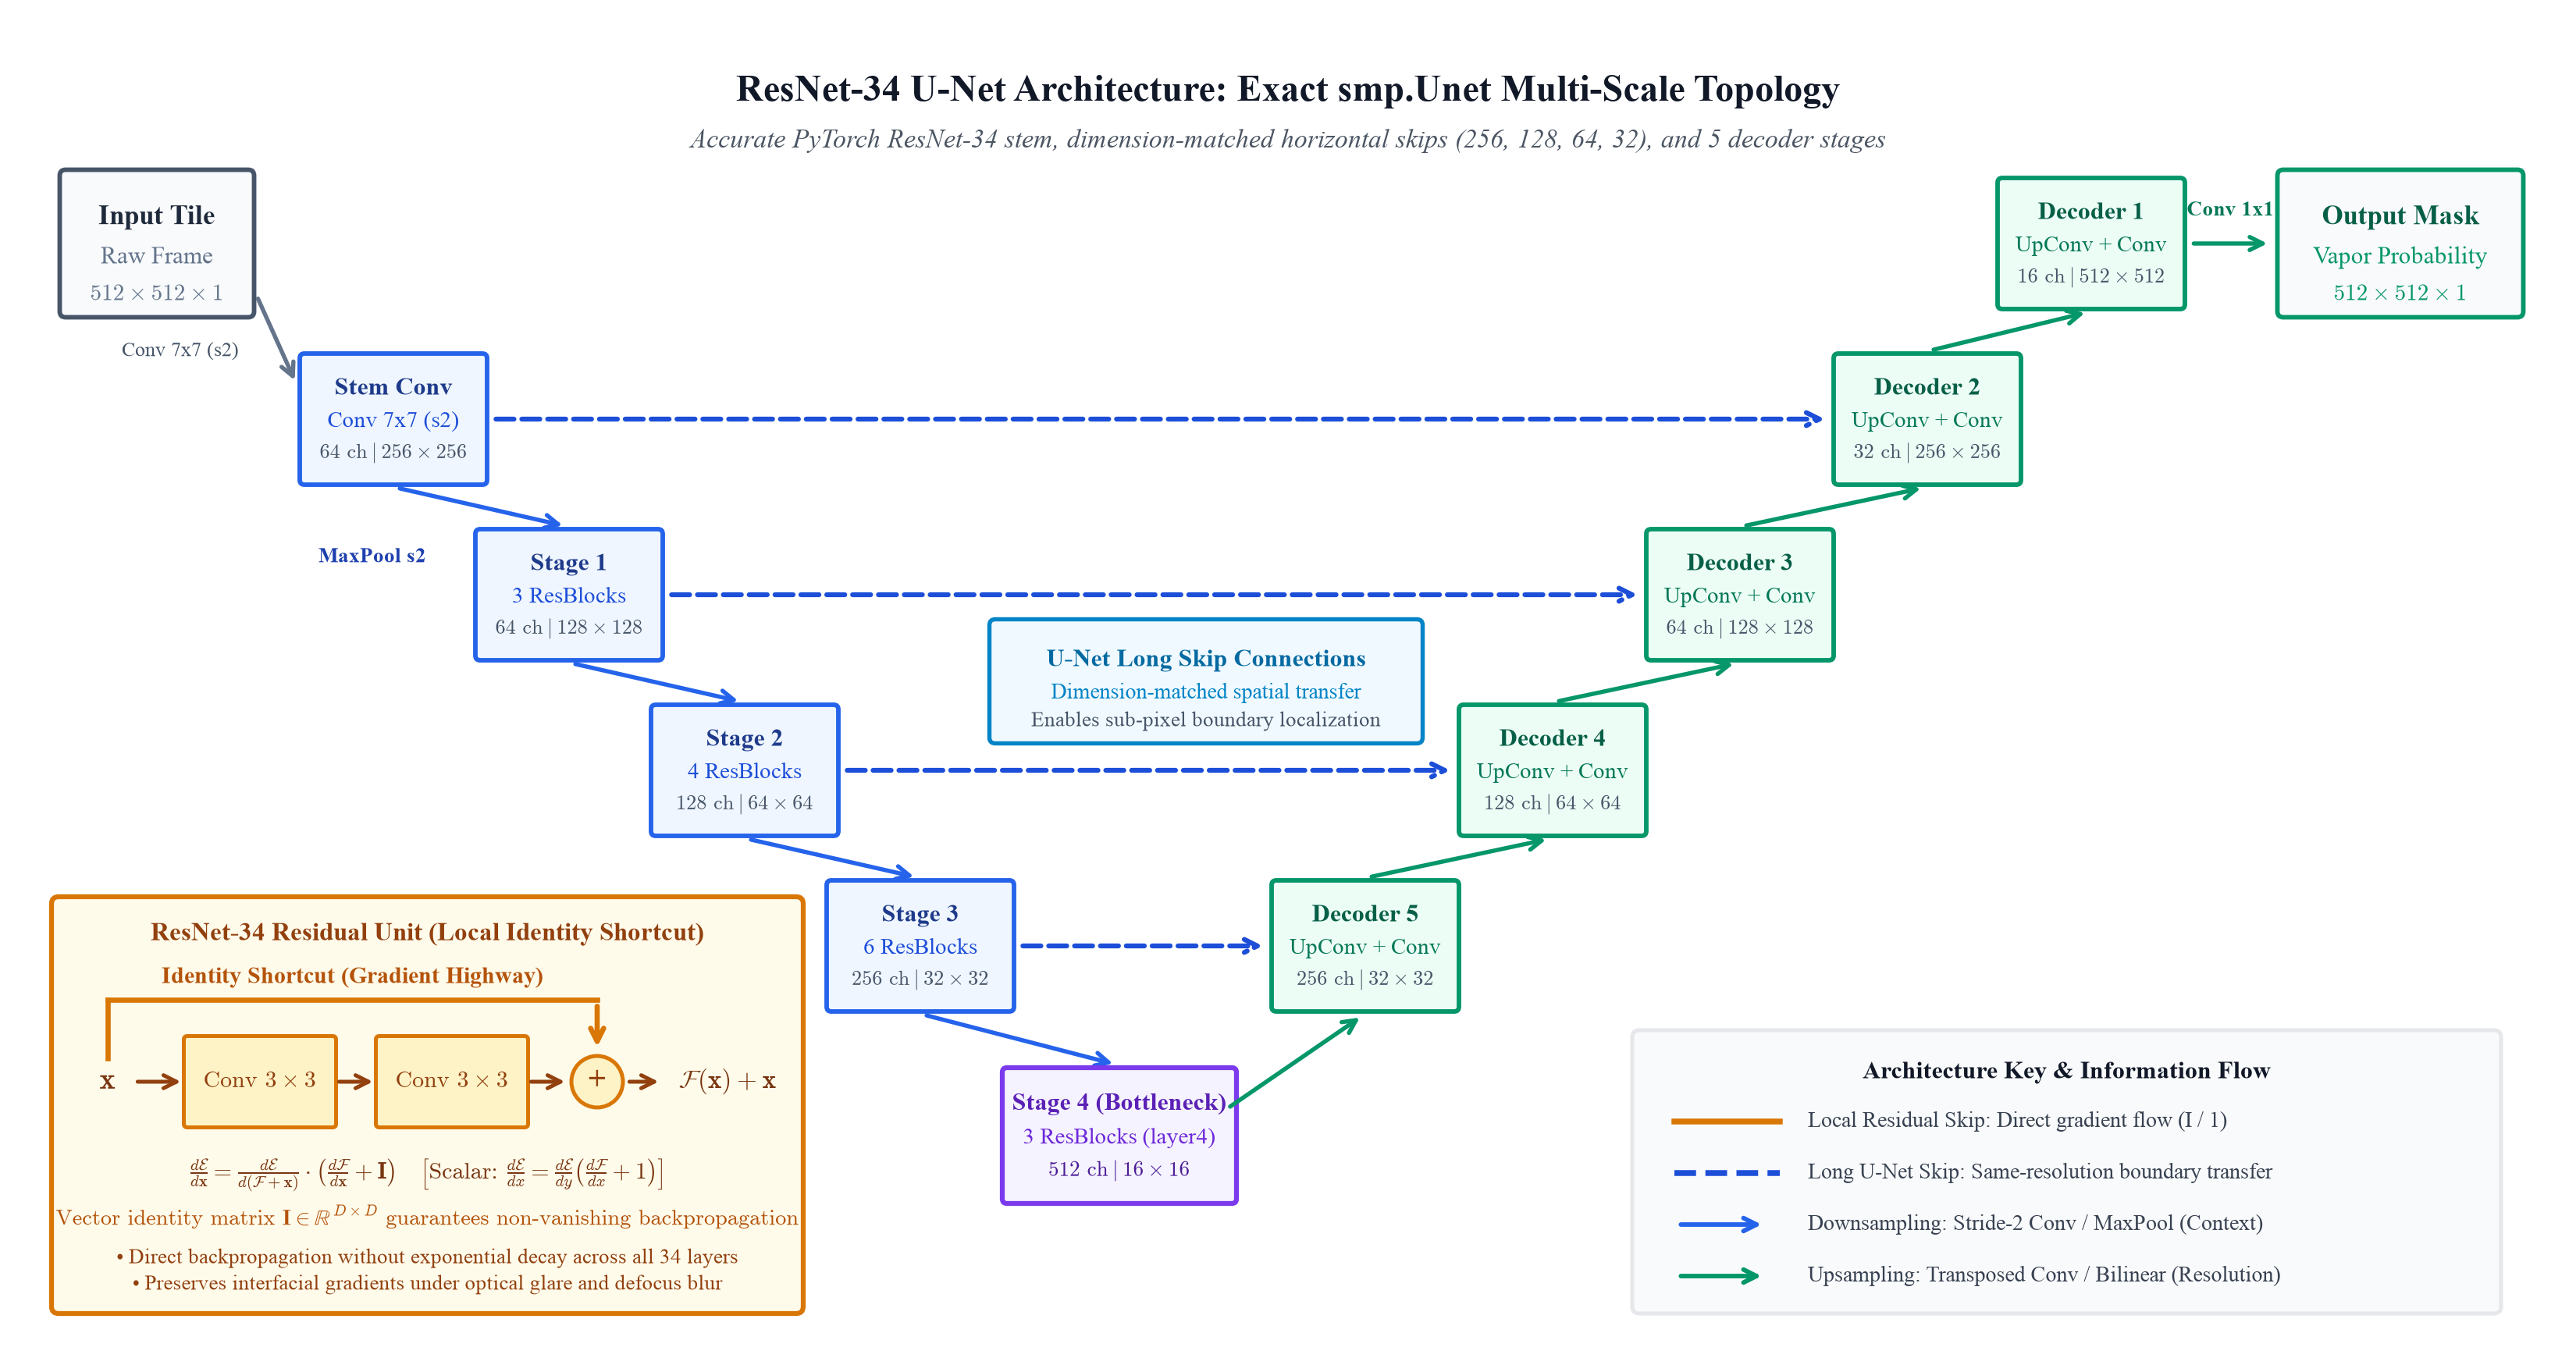 ResNet-34 U-Net Architecture: Exact smp.Unet Multi-Scale Topology
Accurate PyTorch ResNet-34 stem, dimension-matched horizontal skips (256, 128, 64, 32), and 5 decoder stages
Input Tile
Raw Frame
512 × 512 × 1
Conv 7x7 (s2)
Stem Conv
Conv 7x7 (s2)
64 ch | 256 × 256
MaxPool s2
Stage 1
3 ResBlocks
64 ch | 128 × 128
Stage 2
4 ResBlocks
128 ch | 64 × 64
Stage 3
6 ResBlocks
256 ch | 32 × 32
Stage 4 (Bottleneck)
3 ResBlocks (layer4)
512 ch | 16 × 16
U-Net Long Skip Connections
Dimension-matched spatial transfer
Enables sub-pixel boundary localization
Decoder 5
UpConv + Conv
256 ch | 32 × 32
Decoder 4
UpConv + Conv
128 ch | 64 × 64
Decoder 3
UpConv + Conv
64 ch | 128 × 128
Decoder 2
UpConv + Conv
32 ch | 256 × 256
Decoder 1
UpConv + Conv
16 ch | 512 × 512
Conv 1x1
Output Mask
Vapor Probability
512 × 512 × 1
ResNet-34 Residual Unit (Local Identity Shortcut)
Identity Shortcut (Gradient Highway)
x
Conv 3 × 3
Conv 3 × 3
+
ℱ(x) + x
dℰ/dx = dℰ/d(ℱ+x) · (dℱ/dx + I) [Scalar: dℰ/dx = dℰ/dy (dℱ/dx + 1)]
Vector identity matrix I ∈ ℝ^{D × D} guarantees non-vanishing backpropagation
• Direct backpropagation without exponential decay across all 34 layers
• Preserves interfacial gradients under optical glare and defocus blur
Architecture Key & Information Flow
Local Residual Skip: Direct gradient flow (I / 1)
Long U-Net Skip: Same-resolution boundary transfer
Downsampling: Stride-2 Conv / MaxPool (Context)
Upsampling: Transposed Conv / Bilinear (Resolution)